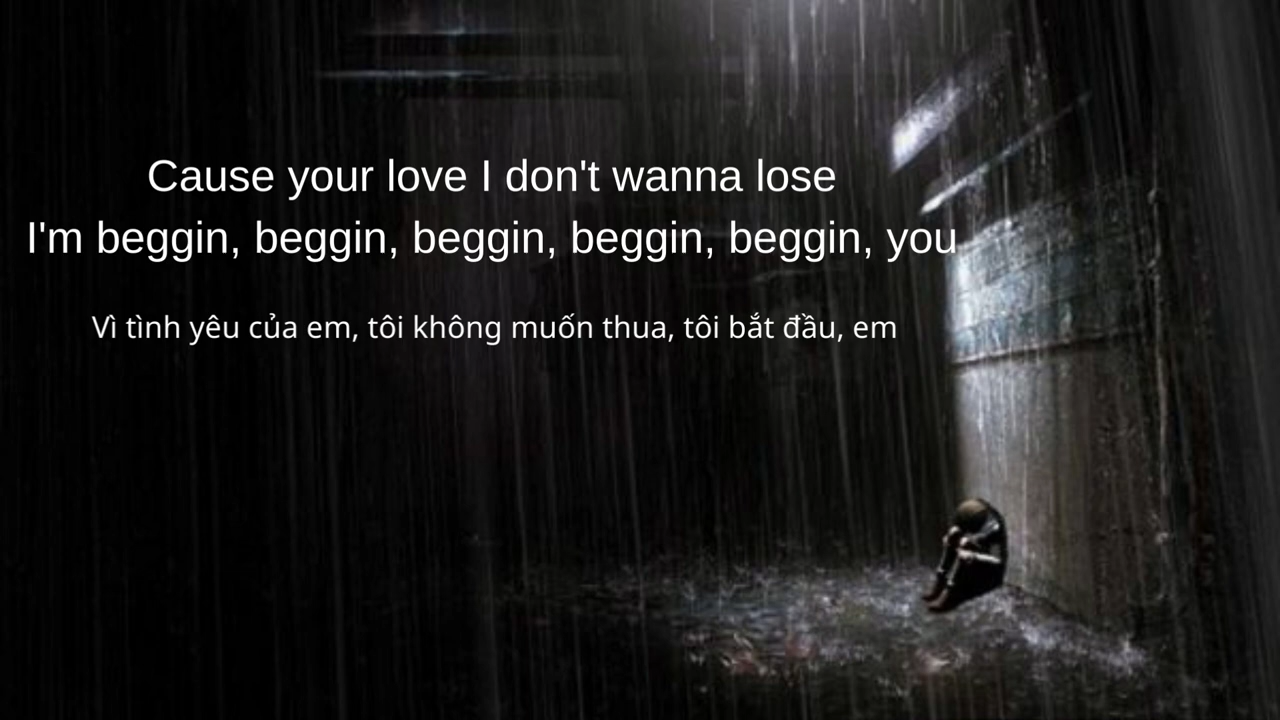 Cause your love I don't wanna lose
I'm beggin, beggin, beggin, beggin, beggin, you
Vì tình yêu của em, tôi không muốn thua, tôi bắt đầu, em